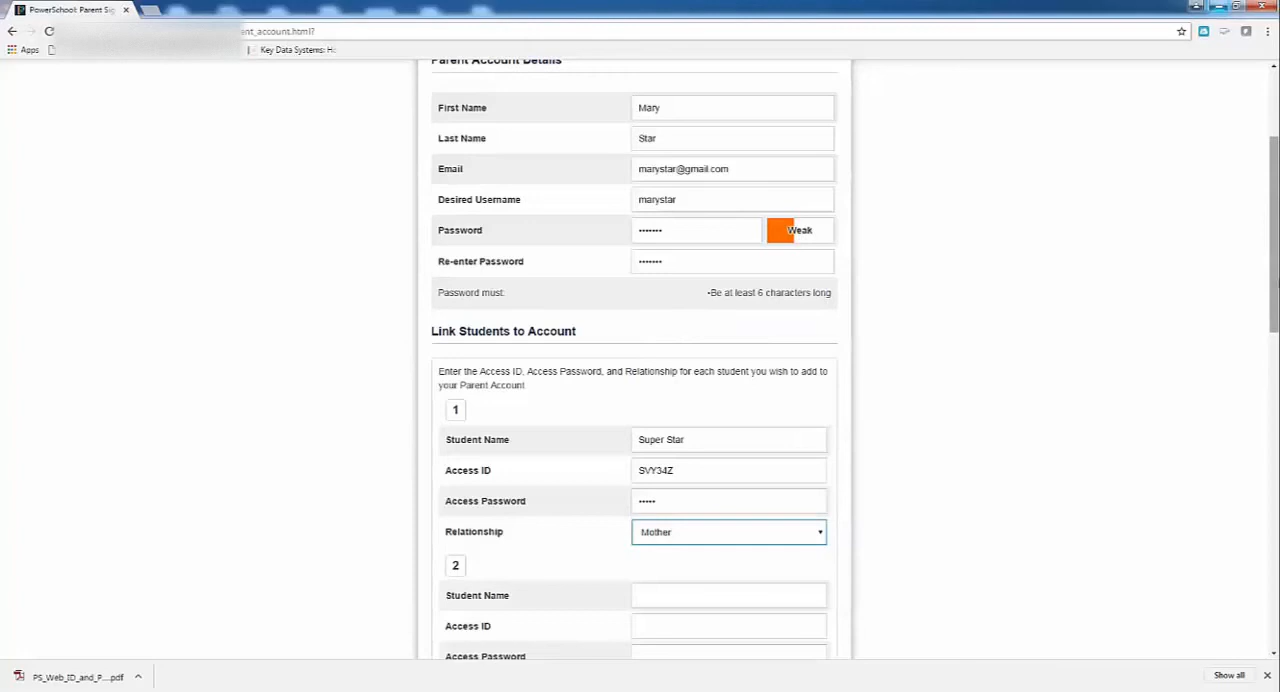 PowerSchool: Parent Sig
ent_account.html?
Apps
Key Data Systems: Ho
Parent Account Details
First Name Mary
Last Name Star
Email marystar@gmail.com
Desired Username marystar
Password ••••••• Weak
Re-enter Password •••••••
Password must: •Be at least 6 characters long
Link Students to Account
Enter the Access ID, Access Password, and Relationship for each student you wish to add to
your Parent Account
1
Student Name Super Star
Access ID SVY34Z
Access Password •••••
Relationship Mother
2
Student Name
Access ID
Access Password
PS_Web_ID_and_P....pdf Show all